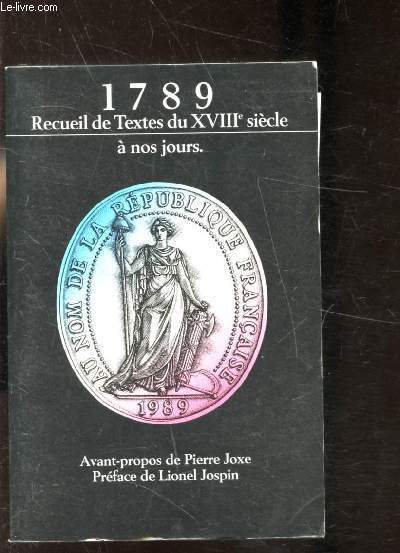 Le-livre.com
1789
Recueil de Textes du XVIIIe siècle
à nos jours.
AU NOM DE LA RÉPUBLIQUE FRANÇAISE
1989
Avant-propos de Pierre Joxe
Préface de Lionel Jospin